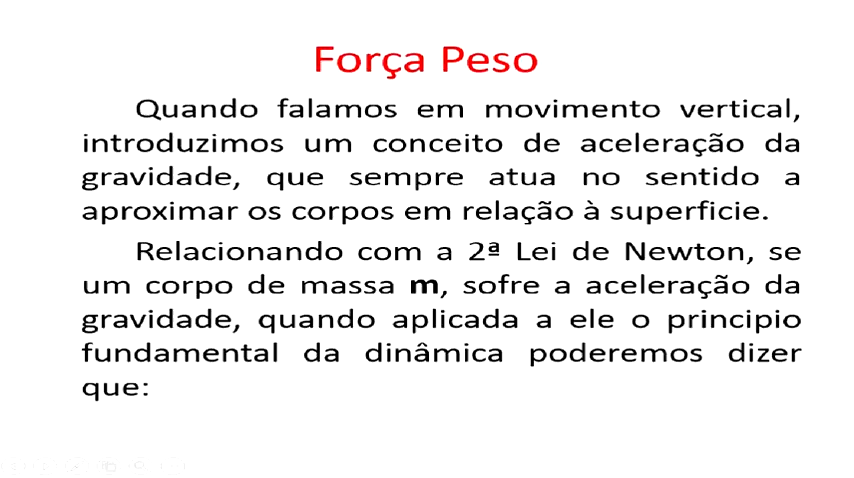 Força Peso
Quando falamos em movimento vertical,
introduzimos um conceito de aceleração da
gravidade, que sempre atua no sentido a
aproximar os corpos em relação à superficie.
Relacionando com a 2ª Lei de Newton, se
um corpo de massa m, sofre a aceleração da
gravidade, quando aplicada a ele o principio
fundamental da dinâmica poderemos dizer
que: